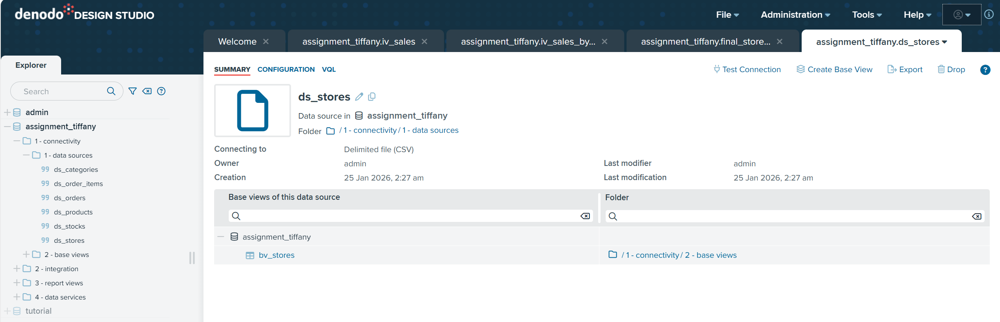 denodo DESIGN STUDIO
File Administration Tools Help
Welcome assignment_tiffany.iv_sales assignment_tiffany.iv_sales_by... assignment_tiffany.final_store... assignment_tiffany.ds_stores
Explorer
Search
admin
assignment_tiffany
1 - connectivity
1 - data sources
ds_categories
ds_order_items
ds_orders
ds_products
ds_stocks
ds_stores
2 - base views
2 - integration
3 - report views
4 - data services
tutorial
SUMMARY CONFIGURATION VQL
Test Connection Create Base View Export Drop
ds_stores
Data source in assignment_tiffany
Folder / 1 - connectivity / 1 - data sources
Connecting to Delimited file (CSV)
Owner admin Last modifier admin
Creation 25 Jan 2026, 2:27 am Last modification 25 Jan 2026, 2:27 am
Base views of this data source Folder
assignment_tiffany
bv_stores / 1 - connectivity / 2 - base views